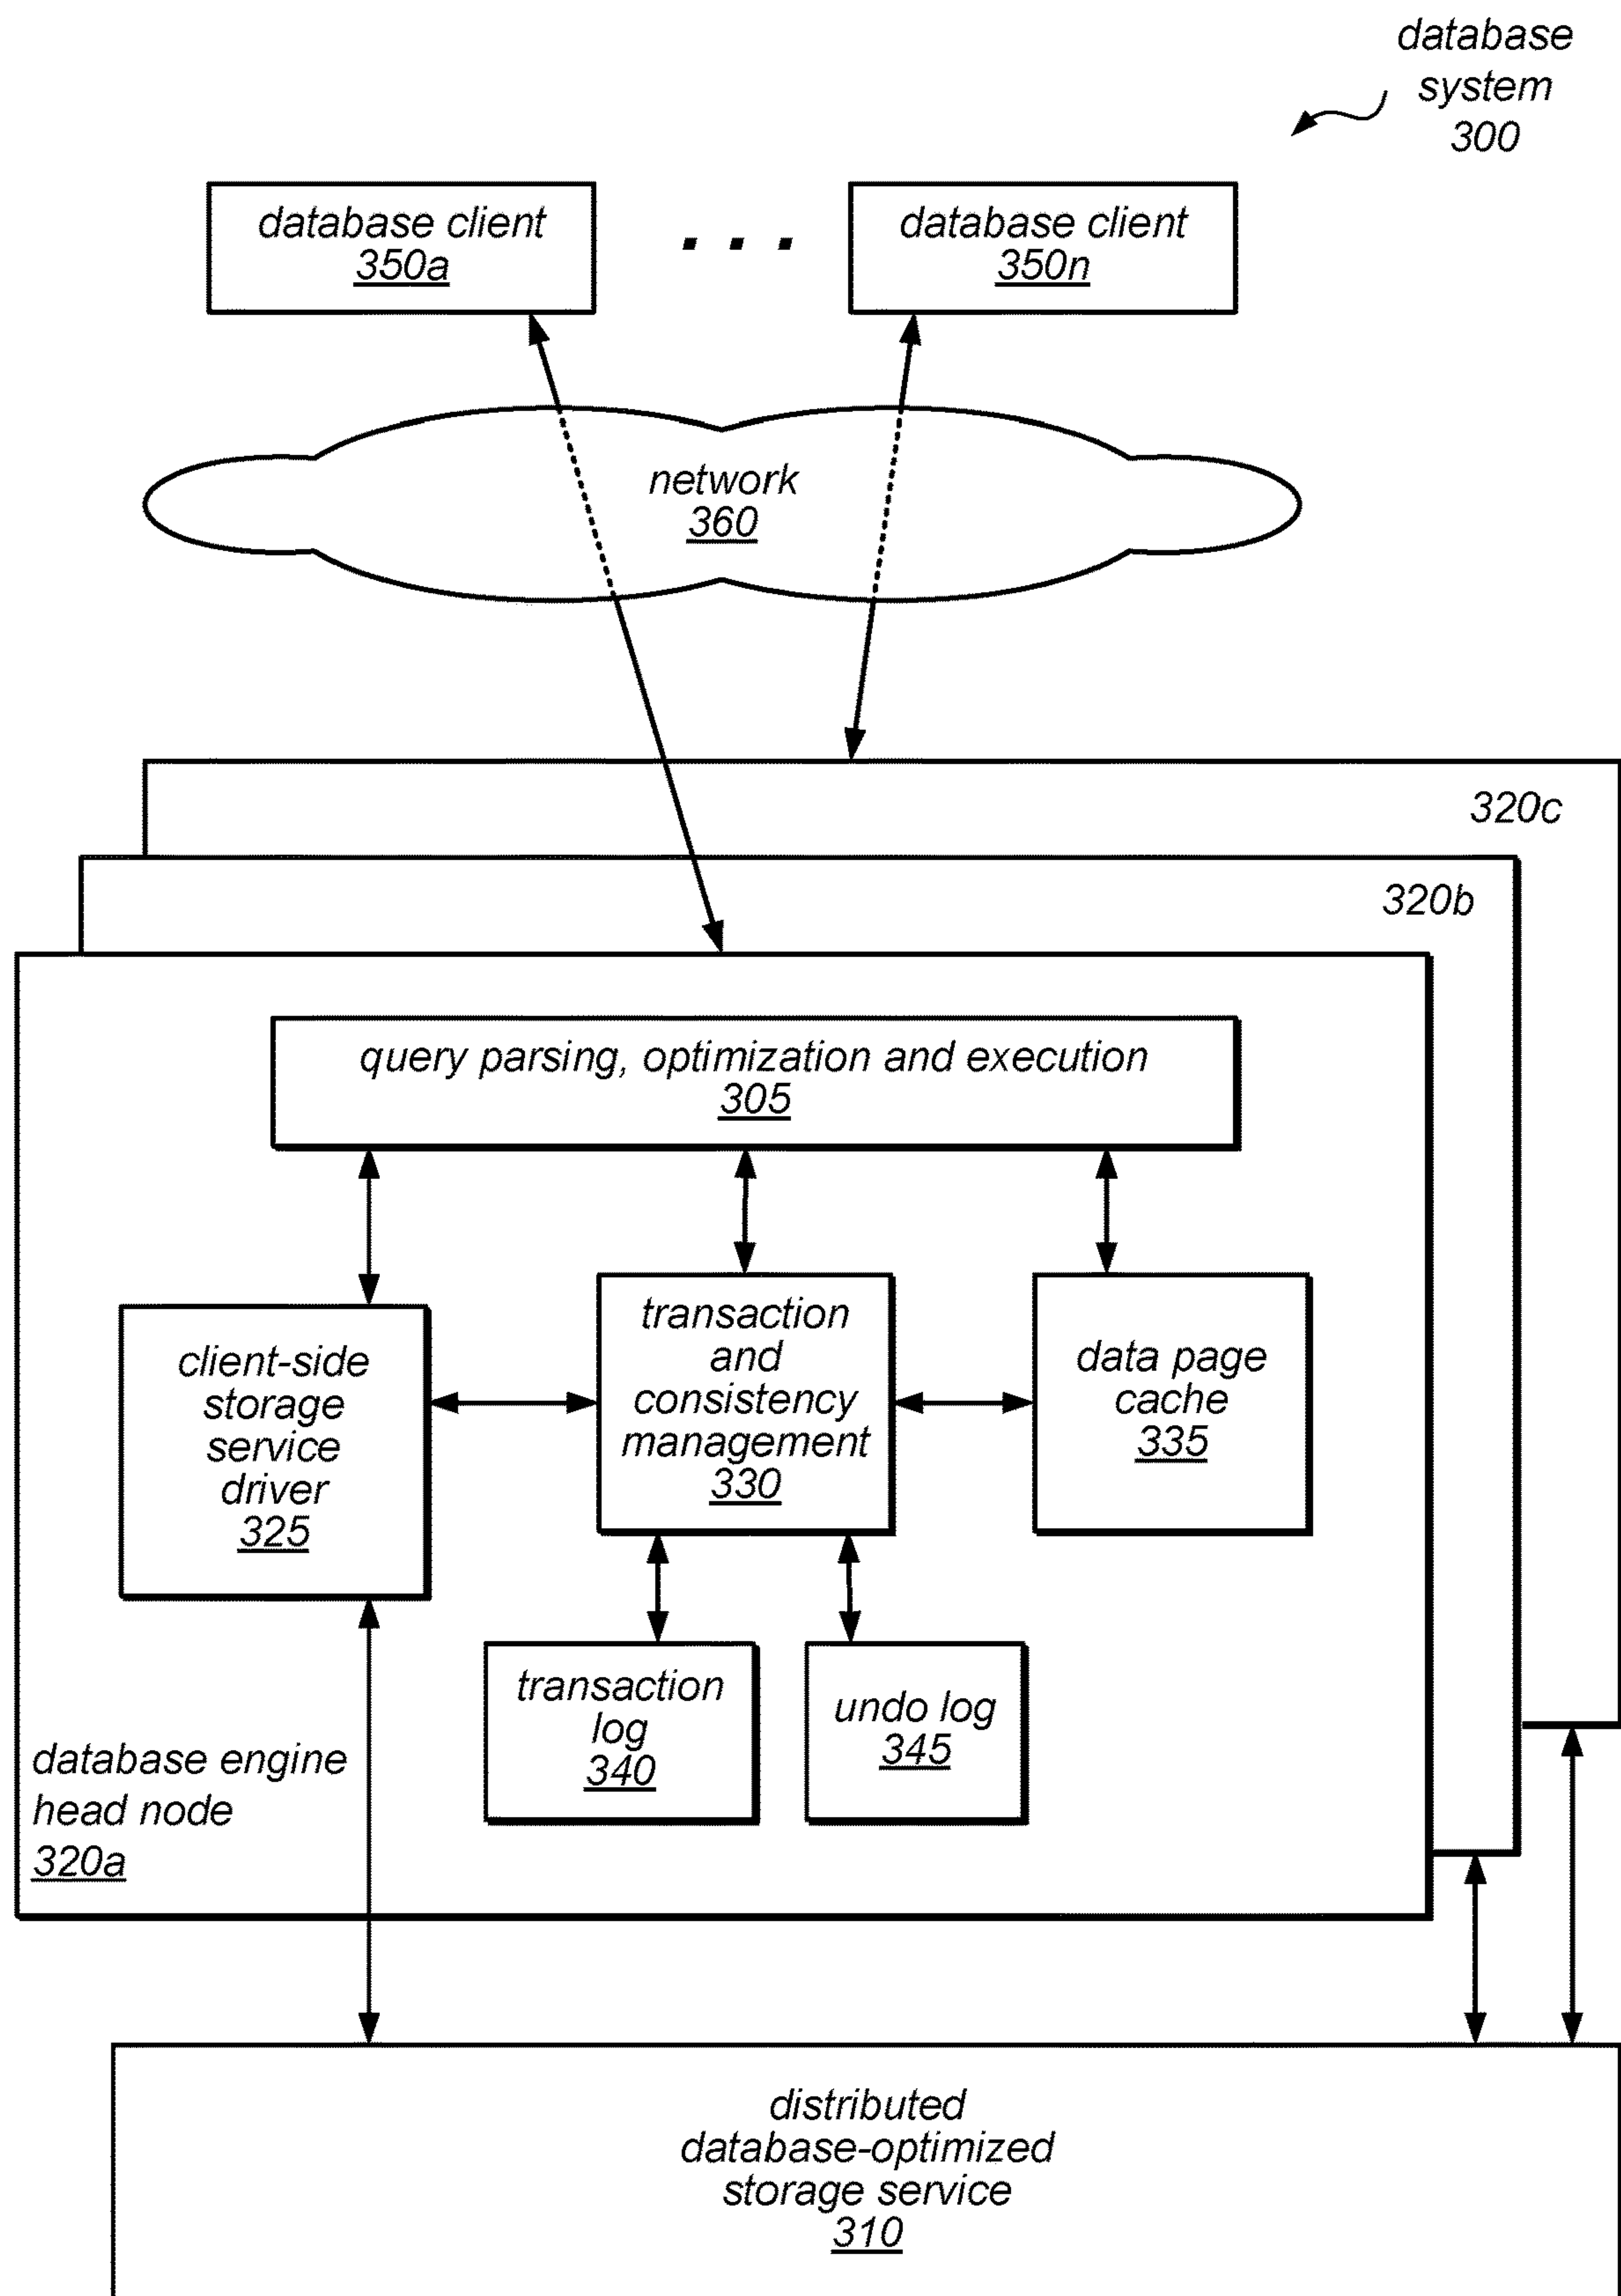 database
system
300
database client
350a
. . .
database client
350n
network
360
320c
320b
query parsing, optimization and execution
305
client-side
storage
service
driver
325
transaction
and
consistency
management
330
data page
cache
335
transaction
log
340
undo log
345
database engine
head node
320a
distributed
database-optimized
storage service
310